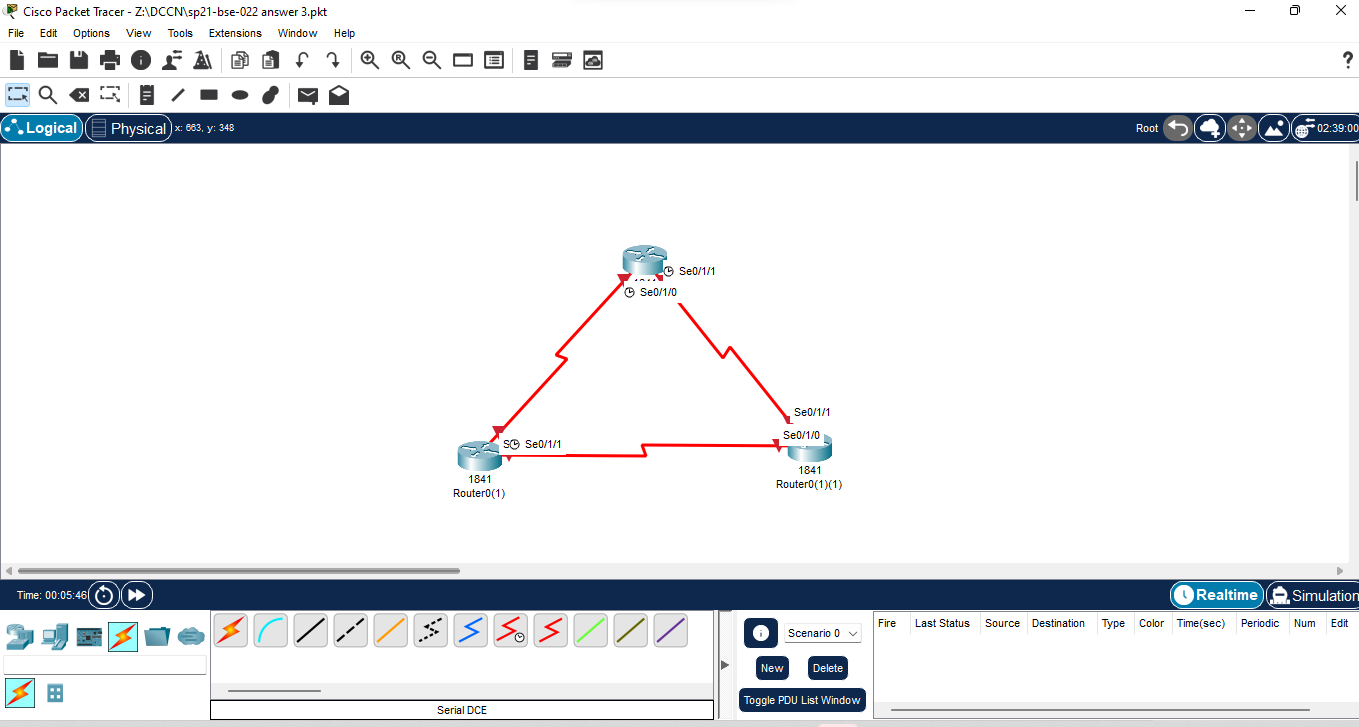 Cisco Packet Tracer - Z:\DCCN\sp21-bse-022 answer 3.pkt
File Edit Options View Tools Extensions Window Help
Logical Physical x: 663, y: 348 Root 02:39:00
Se0/1/1
Se0/1/0
Se0/1/1
Se0/1/0
Se0/1/1
1841
Router0(1)
1841
Router0(1)(1)
Time: 00:05:46 Realtime Simulation
Fire Last Status Source Destination Type Color Time(sec) Periodic Num Edit
Scenario 0
New Delete
Toggle PDU List Window
Serial DCE